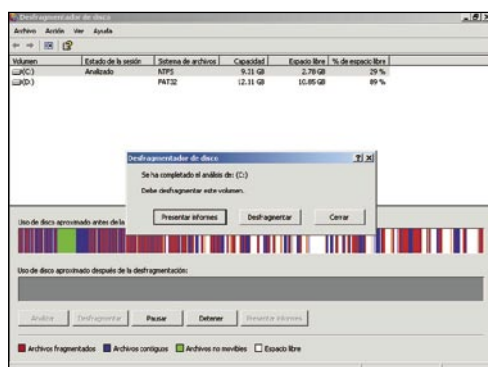 Desfragmentador de disco
Archivo Acción Ver Ayuda
Volumen Estado de la sesión Sistema de archivos Capacidad Espacio libre % de espacio libre
(C:) Analizado NTFS 9.31 GB 2.78 GB 29 %
(D:) FAT32 12.11 GB 10.85 GB 89 %
Desfragmentador de disco
Se ha completado el análisis de: (C:)
Debe desfragmentar este volumen.
Presentar informes Desfragmentar Cerrar
Uso de disco aproximado antes de la
Uso de disco aproximado después de la desfragmentación:
Analizar Desfragmentar Pausar Detener Presentar informes
Archivos fragmentados Archivos contiguos Archivos no movibles Espacio libre